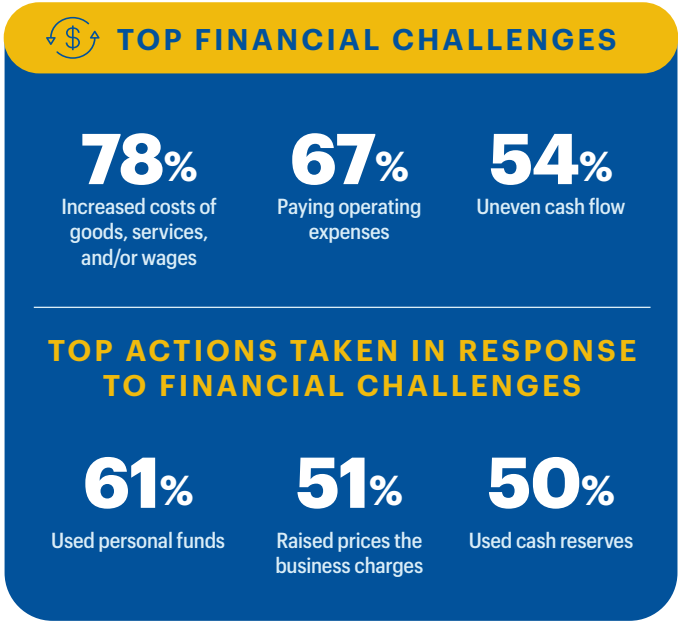 $ TOP FINANCIAL CHALLENGES
78% 67% 54%
Increased costs of Paying operating Uneven cash flow
goods, services, expenses
and/or wages
TOP ACTIONS TAKEN IN RESPONSE
TO FINANCIAL CHALLENGES
61% 51% 50%
Used personal funds Raised prices the Used cash reserves
business charges